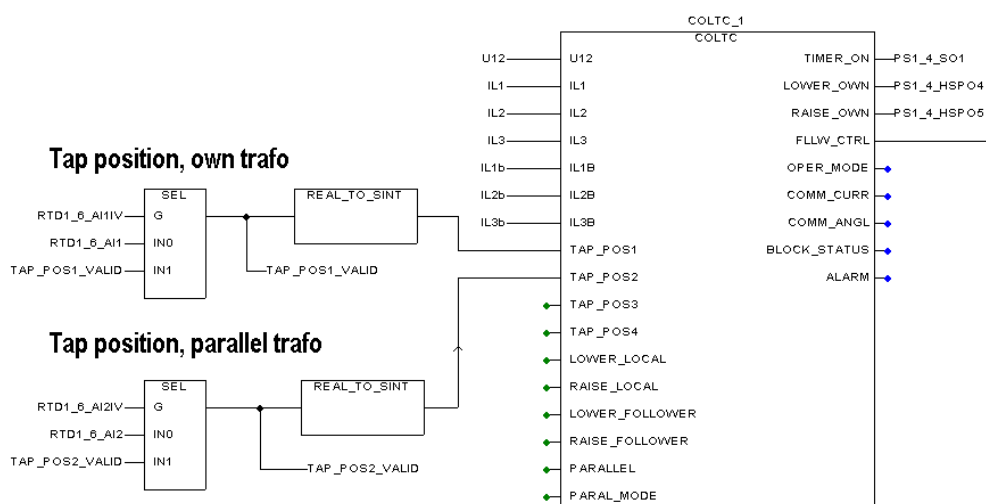 COLTC_1
COLTC
U12 U12 TIMER_ON PS1_4_SO1
IL1 IL1 LOWER_OWN PS1_4_HSPO4
IL2 IL2 RAISE_OWN PS1_4_HSPO5
IL3 IL3 FLLW_CTRL
Tap position, own trafo
IL1b IL1B OPER_MODE
SEL REAL_TO_SINT IL2b IL2B COMM_CURR
RTD1_6_AI1IV G IL3b IL3B COMM_ANGL
RTD1_6_AI1 IN0 TAP_POS1 BLOCK_STATUS
TAP_POS1_VALID IN1 TAP_POS1_VALID TAP_POS2 ALARM
TAP_POS3
Tap position, parallel trafo TAP_POS4
LOWER_LOCAL
SEL REAL_TO_SINT RAISE_LOCAL
RTD1_6_AI2IV G LOWER_FOLLOWER
RTD1_6_AI2 IN0 RAISE_FOLLOWER
TAP_POS2_VALID IN1 TAP_POS2_VALID PARALLEL
PARAL_MODE